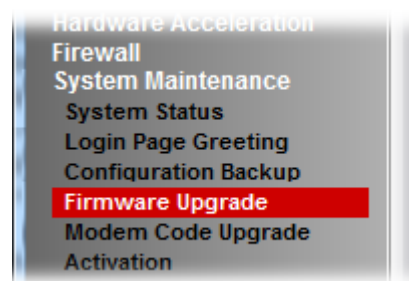 Hardware Acceleration
Firewall
System Maintenance
System Status
Login Page Greeting
Configuration Backup
Firmware Upgrade
Modem Code Upgrade
Activation